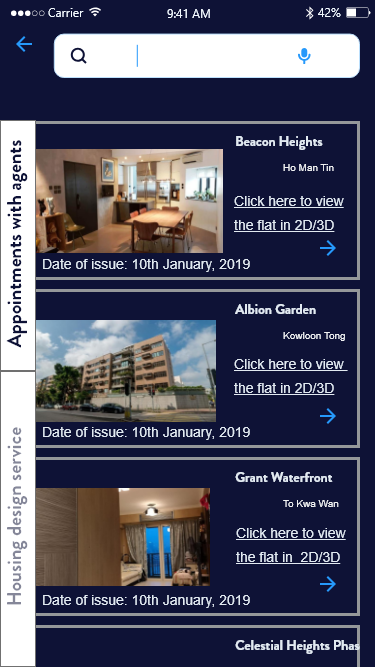 Carrier 9:41 AM 42%
Appointments with agents
Housing design service
Beacon Heights
Ho Man Tin
Click here to view
the flat in 2D/3D
Date of issue: 10th January, 2019
Albion Garden
Kowloon Tong
Click here to view
the flat in 2D/3D
Date of issue: 10th January, 2019
Grant Waterfront
To Kwa Wan
Click here to view
the flat in 2D/3D
Date of issue: 10th January, 2019
Celestial Heights Phas